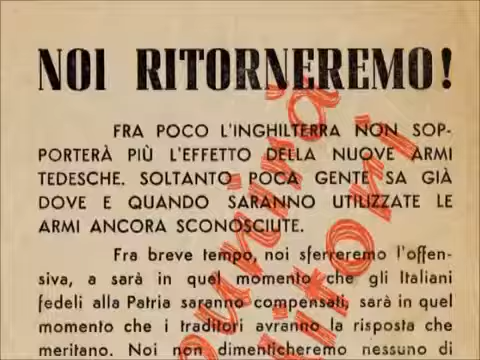 NOI RITORNEREMO!
FRA POCO L'INGHILTERRA NON SOP-
PORTERÀ PIÙ L'EFFETTO DELLA NUOVE ARMI
TEDESCHE. SOLTANTO POCA GENTE SA GIÀ
DOVE E QUANDO SARANNO UTILIZZATE LE
ARMI ANCORA SCONOSCIUTE.
Fra breve tempo, noi sferreremo l'offen-
siva, a sarà in quel momento che gli Italiani
fedeli alla Patria saranno compensati, sarà in quel
momento che i traditori avranno la risposta che
meritano. Noi non dimenticheremo nessuno di